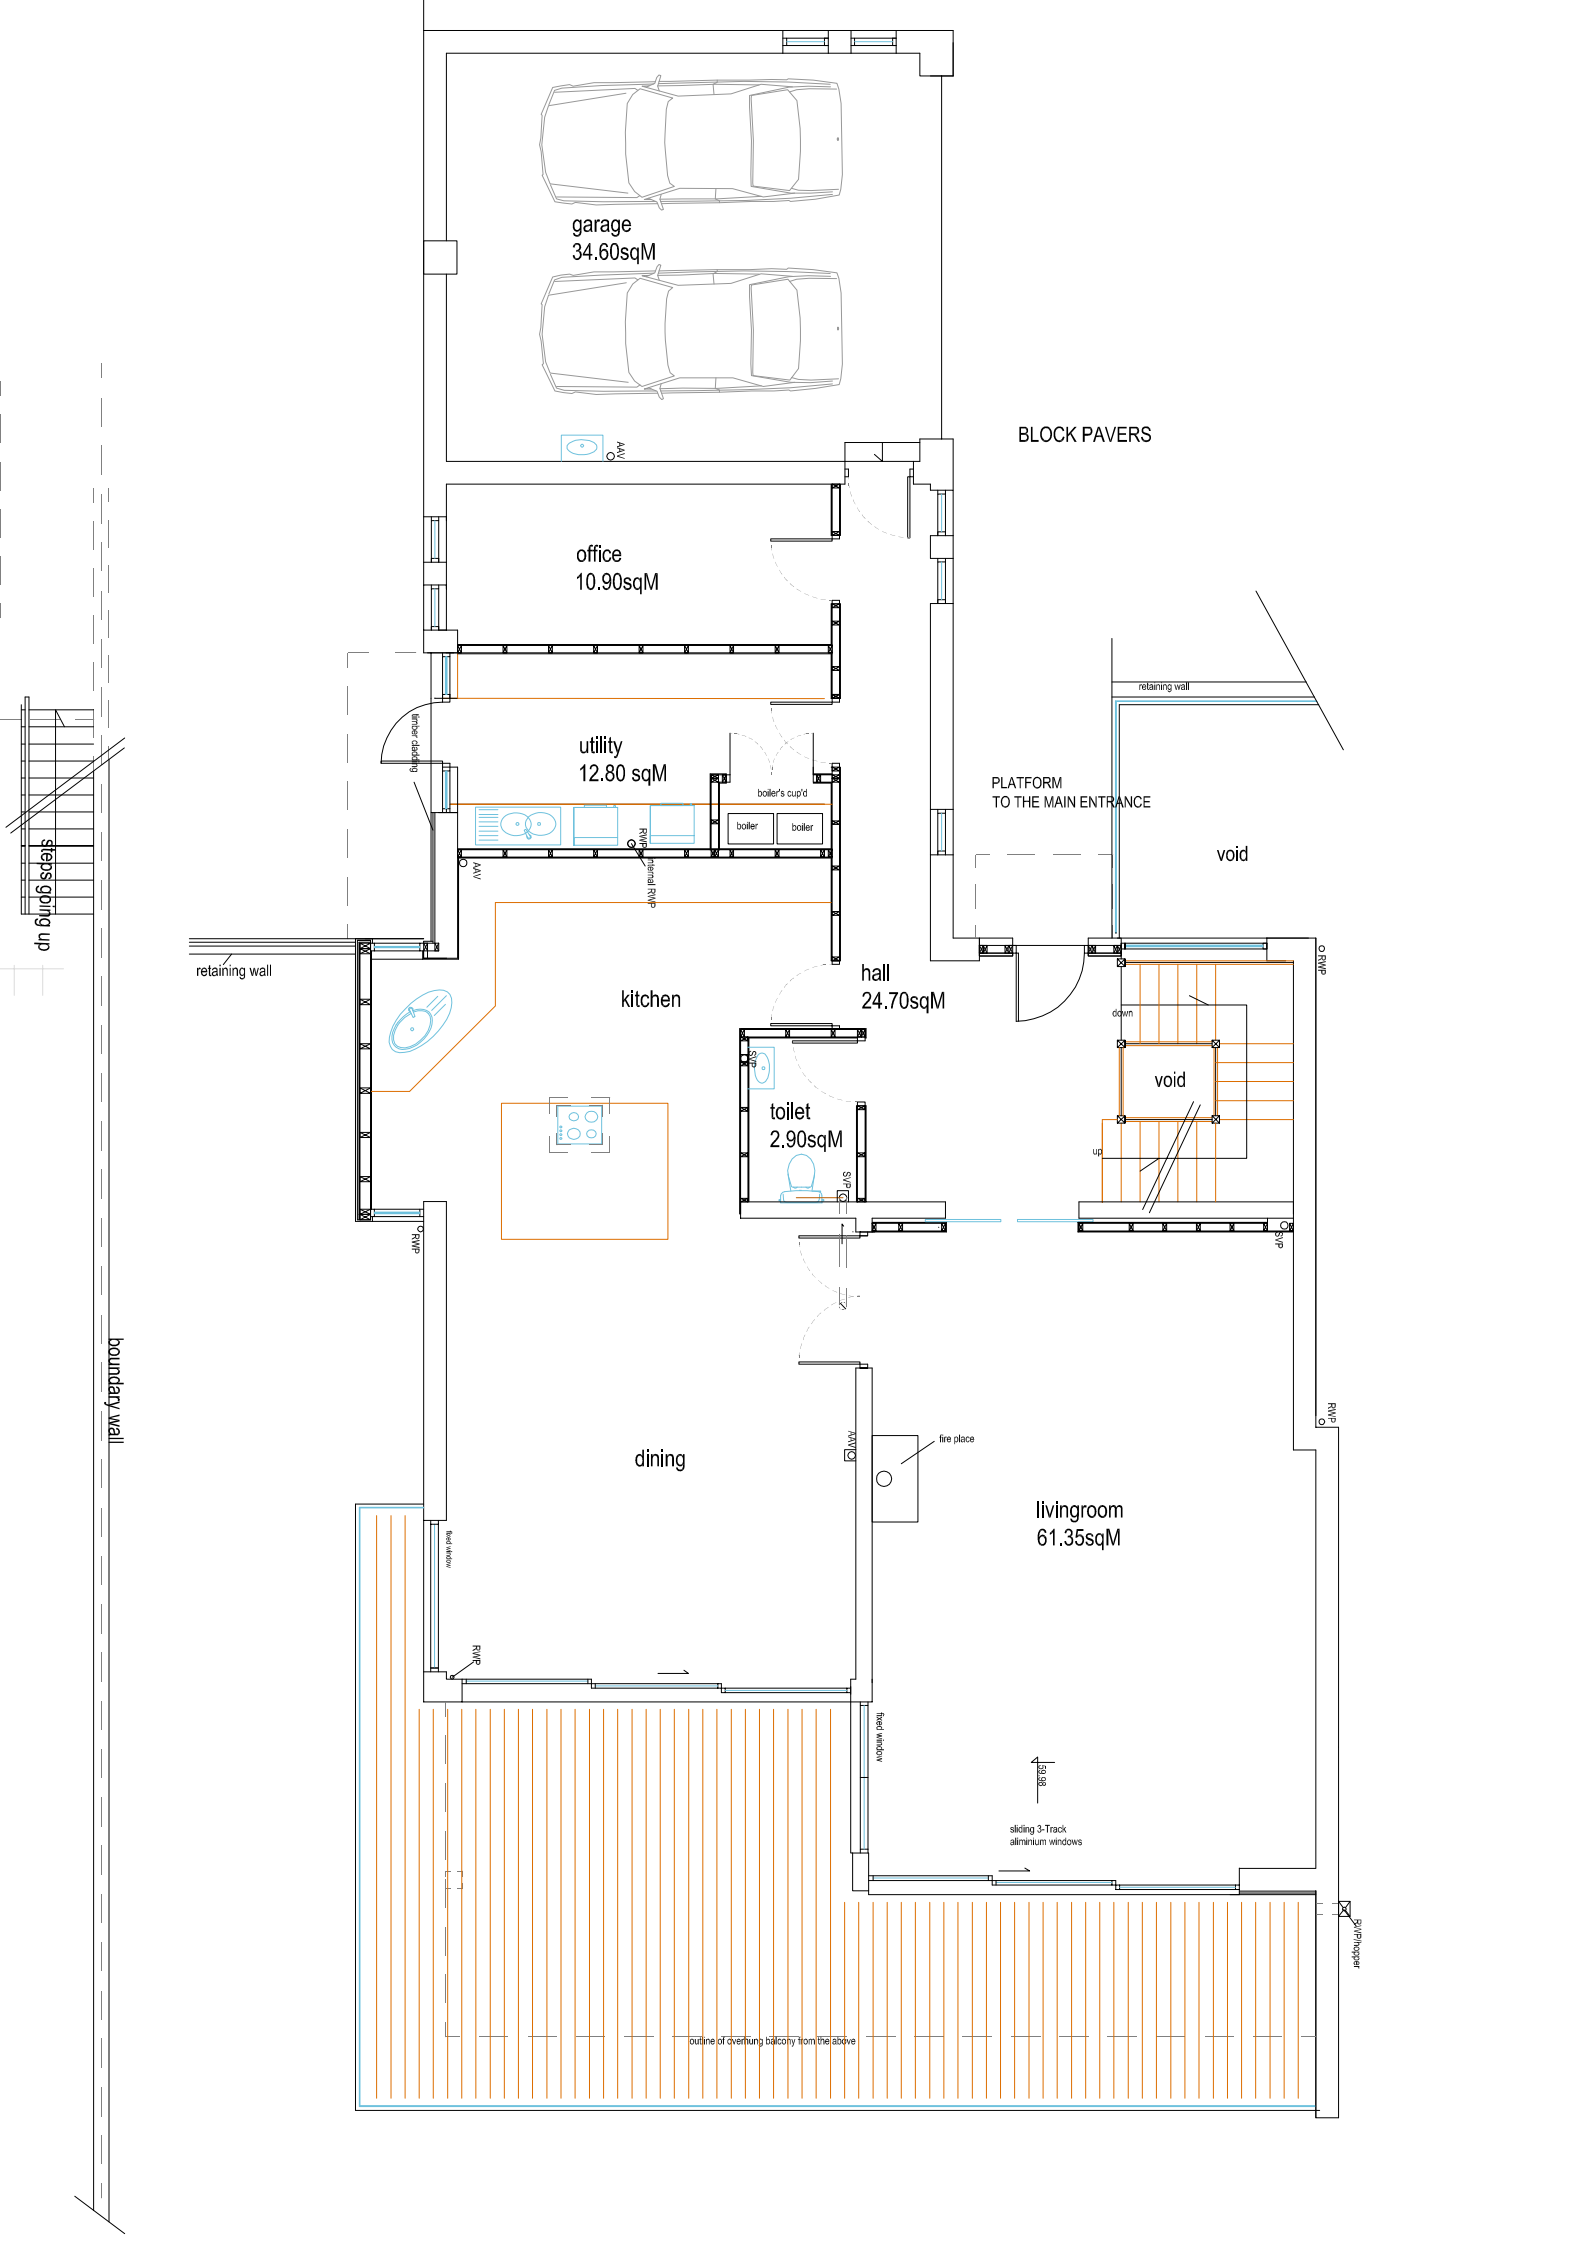 garage
34.60sqM
AAV
BLOCK PAVERS
office
10.90sqM
retaining wall
timber cladding
utility
12.80 sqM
boiler's cup'd
boiler
boiler
PLATFORM
TO THE MAIN ENTRANCE
void
RWP
internal RWP
AAV
steps going up
retaining wall
kitchen
hall
24.70sqM
RWP
down
SVP
void
toilet
2.90sqM
up
SVP
RWP
SVP
boundary wall
RWP
AAV
fire place
dining
livingroom
61.35sqM
fixed window
RWP
fixed window
59.98
sliding 3-Track
aliminium windows
RWP/hopper
outline of overhung balcony from the above